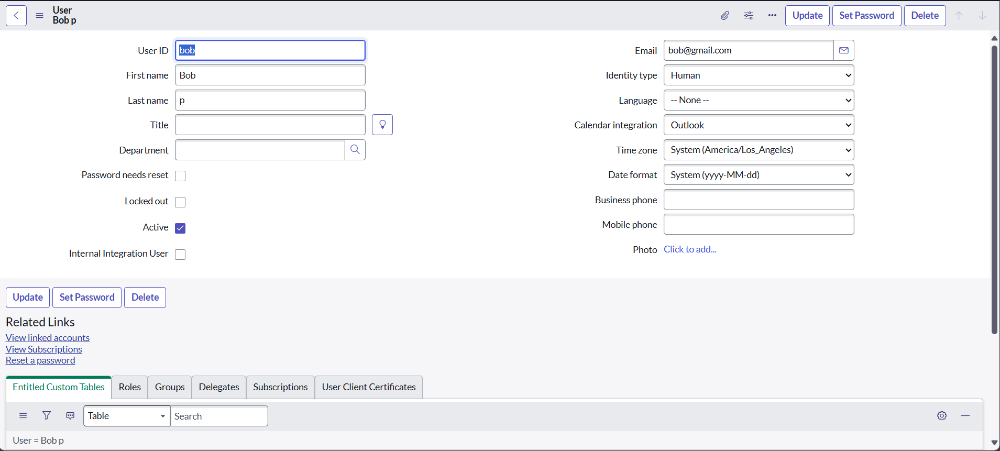 User
Bob p
Update
Set Password
Delete
User ID
bob
First name
Bob
Last name
p
Title
Department
Password needs reset
Locked out
Active
Internal Integration User
Email
bob@gmail.com
Identity type
Human
Language
-- None --
Calendar integration
Outlook
Time zone
System (America/Los_Angeles)
Date format
System (yyyy-MM-dd)
Business phone
Mobile phone
Photo
Click to add...
Update
Set Password
Delete
Related Links
View linked accounts
View Subscriptions
Reset a password
Entitled Custom Tables
Roles
Groups
Delegates
Subscriptions
User Client Certificates
Table
Search
User = Bob p